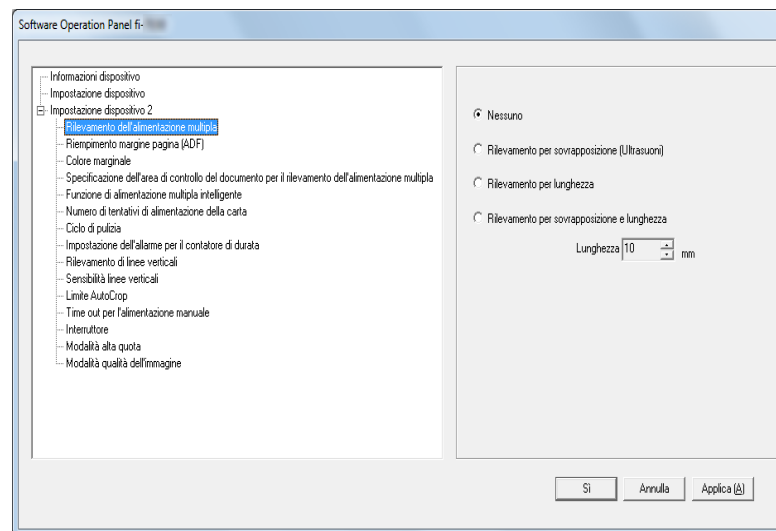 Software Operation Panel fi-
Informazioni dispositivo
Impostazione dispositivo
Impostazione dispositivo 2
Rilevamento dell'alimentazione multipla
Riempimento margine pagina (ADF)
Colore marginale
Specificazione dell'area di controllo del documento per il rilevamento dell'alimentazione multipla
Funzione di alimentazione multipla intelligente
Numero di tentativi di alimentazione della carta
Ciclo di pulizia
Impostazione dell'allarme per il contatore di durata
Rilevamento di linee verticali
Sensibilità linee verticali
Limite AutoCrop
Time out per l'alimentazione manuale
Interruttore
Modalità alta quota
Modalità qualità dell'immagine
Nessuno
Rilevamento per sovrapposizione (Ultrasuoni)
Rilevamento per lunghezza
Rilevamento per sovrapposizione e lunghezza
Lunghezza 10 mm
Sì Annulla Applica (A)